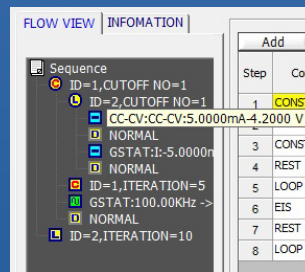 FLOW VIEW INFOMATION
Sequence
C ID=1,CUTOFF NO=1
L ID=2,CUTOFF NO=1
CC-CV:CC-CV:5.0000mA-4.2000 V
D NORMAL
GSTAT:I:-5.0000m
D NORMAL
C ID=1,ITERATION=5
GSTAT:100.00KHz ->
D NORMAL
L ID=2,ITERATION=10
Add
Step Co
1 CONST
3 CONST
4 REST
5 LOOP
6 EIS
7 REST
8 LOOP